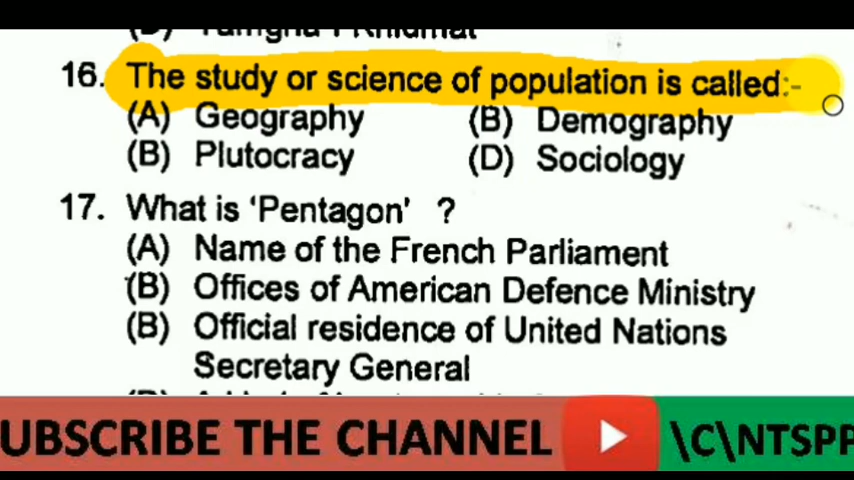 16. The study or science of population is called:-
(A) Geography (B) Demography
(B) Plutocracy (D) Sociology
17. What is 'Pentagon' ?
(A) Name of the French Parliament
(B) Offices of American Defence Ministry
(B) Official residence of United Nations
Secretary General
UBSCRIBE THE CHANNEL \C\NTSPP